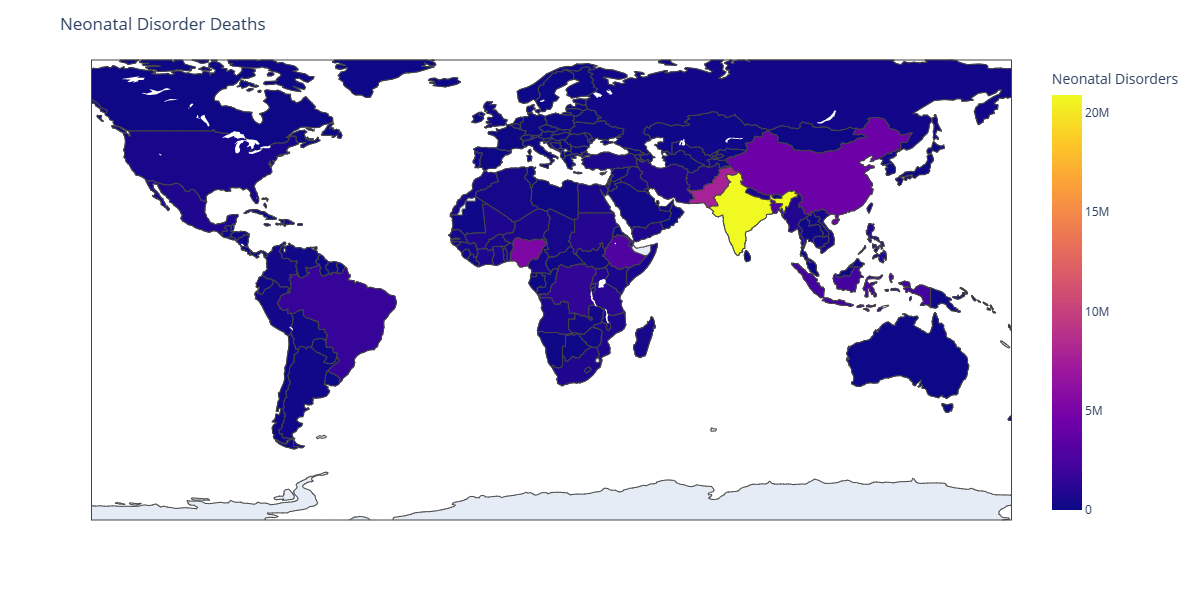 Neonatal Disorder Deaths
Neonatal Disorders
20M
15M
10M
5M
0